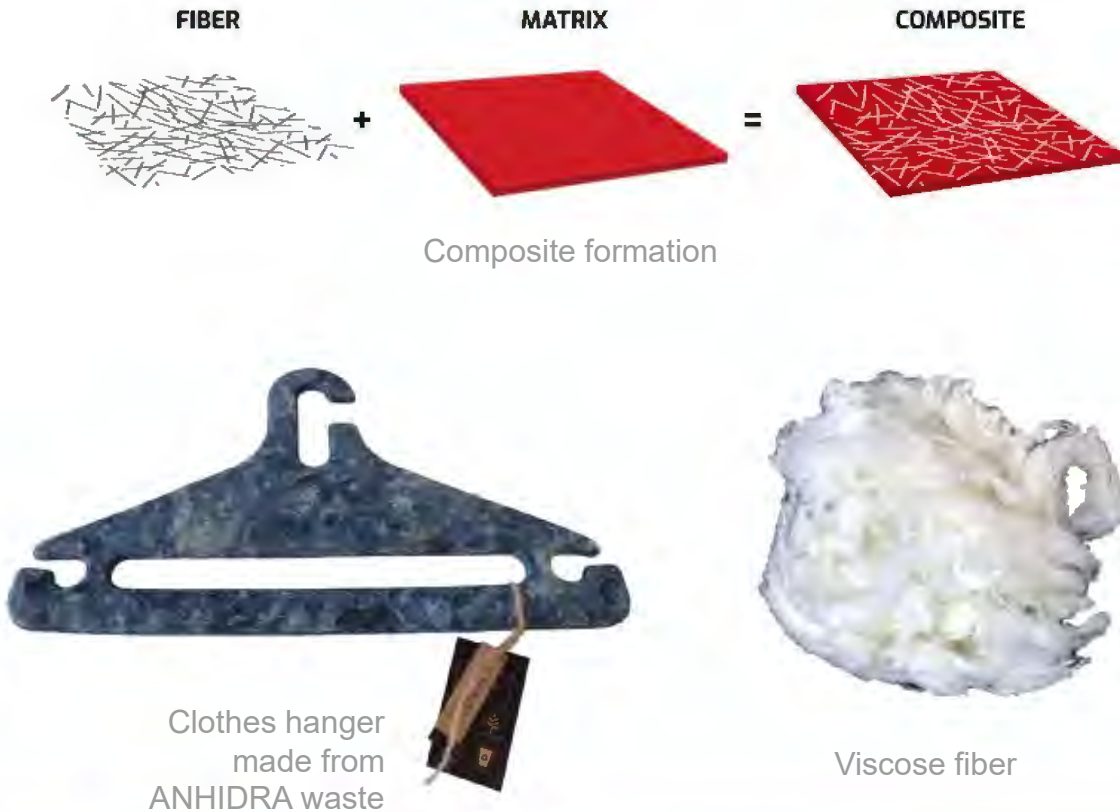 FIBER
MATRIX
COMPOSITE
+
=
Composite formation
Clothes hanger
made from
ANHIDRA waste
Viscose fiber